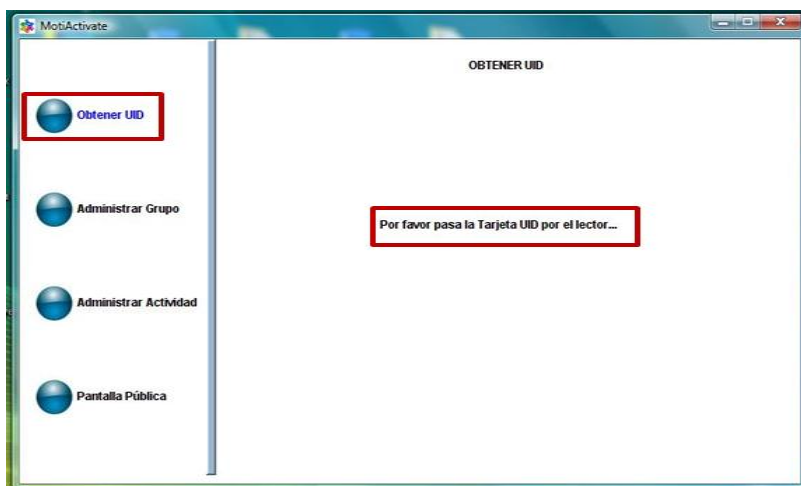 MotiActivate
OBTENER UID
Obtener UID
Administrar Grupo
Por favor pasa la Tarjeta UID por el lector...
Administrar Actividad
Pantalla Pública